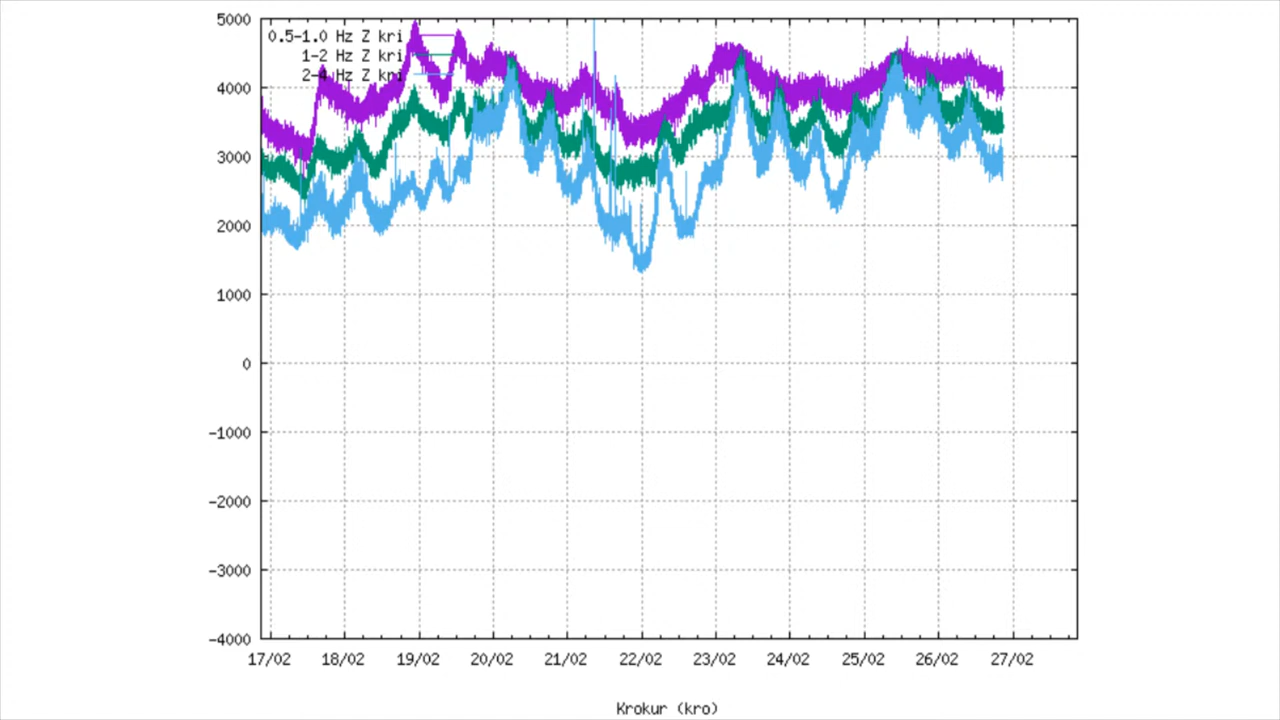 5000
0.5-1.0 Hz Z kri
1-2 Hz Z kri
2-4 Hz Z kri
4000
3000
2000
1000
0
-1000
-2000
-3000
-4000
17/02 18/02 19/02 20/02 21/02 22/02 23/02 24/02 25/02 26/02 27/02
Krokur (kro)